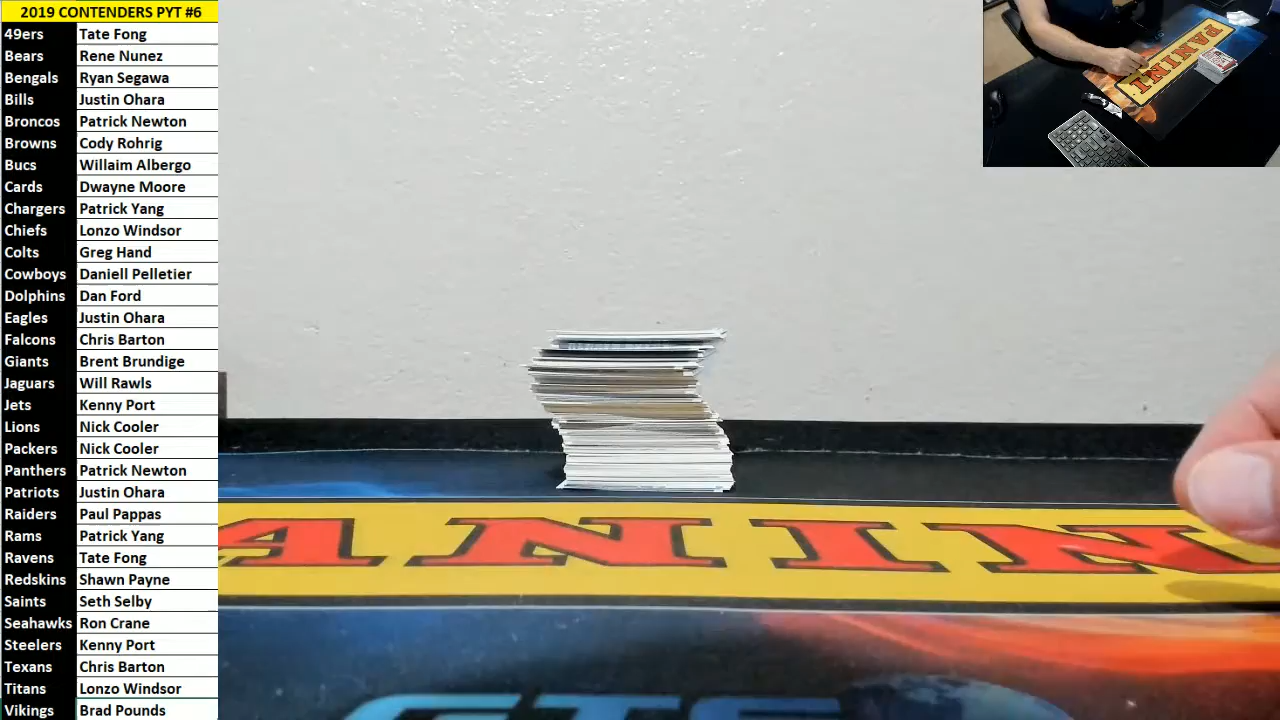 2019 CONTENDERS PYT #6
49ers Tate Fong
Bears Rene Nunez
Bengals Ryan Segawa
Bills Justin Ohara
Broncos Patrick Newton
Browns Cody Rohrig
Bucs Willaim Albergo
Cards Dwayne Moore
Chargers Patrick Yang
Chiefs Lonzo Windsor
Colts Greg Hand
Cowboys Daniell Pelletier
Dolphins Dan Ford
Eagles Justin Ohara
Falcons Chris Barton
Giants Brent Brundige
Jaguars Will Rawls
Jets Kenny Port
Lions Nick Cooler
Packers Nick Cooler
Panthers Patrick Newton
Patriots Justin Ohara
Raiders Paul Pappas
Rams Patrick Yang
Ravens Tate Fong
Redskins Shawn Payne
Saints Seth Selby
Seahawks Ron Crane
Steelers Kenny Port
Texans Chris Barton
Titans Lonzo Windsor
Vikings Brad Pounds
PANINI
ANIN
GTS